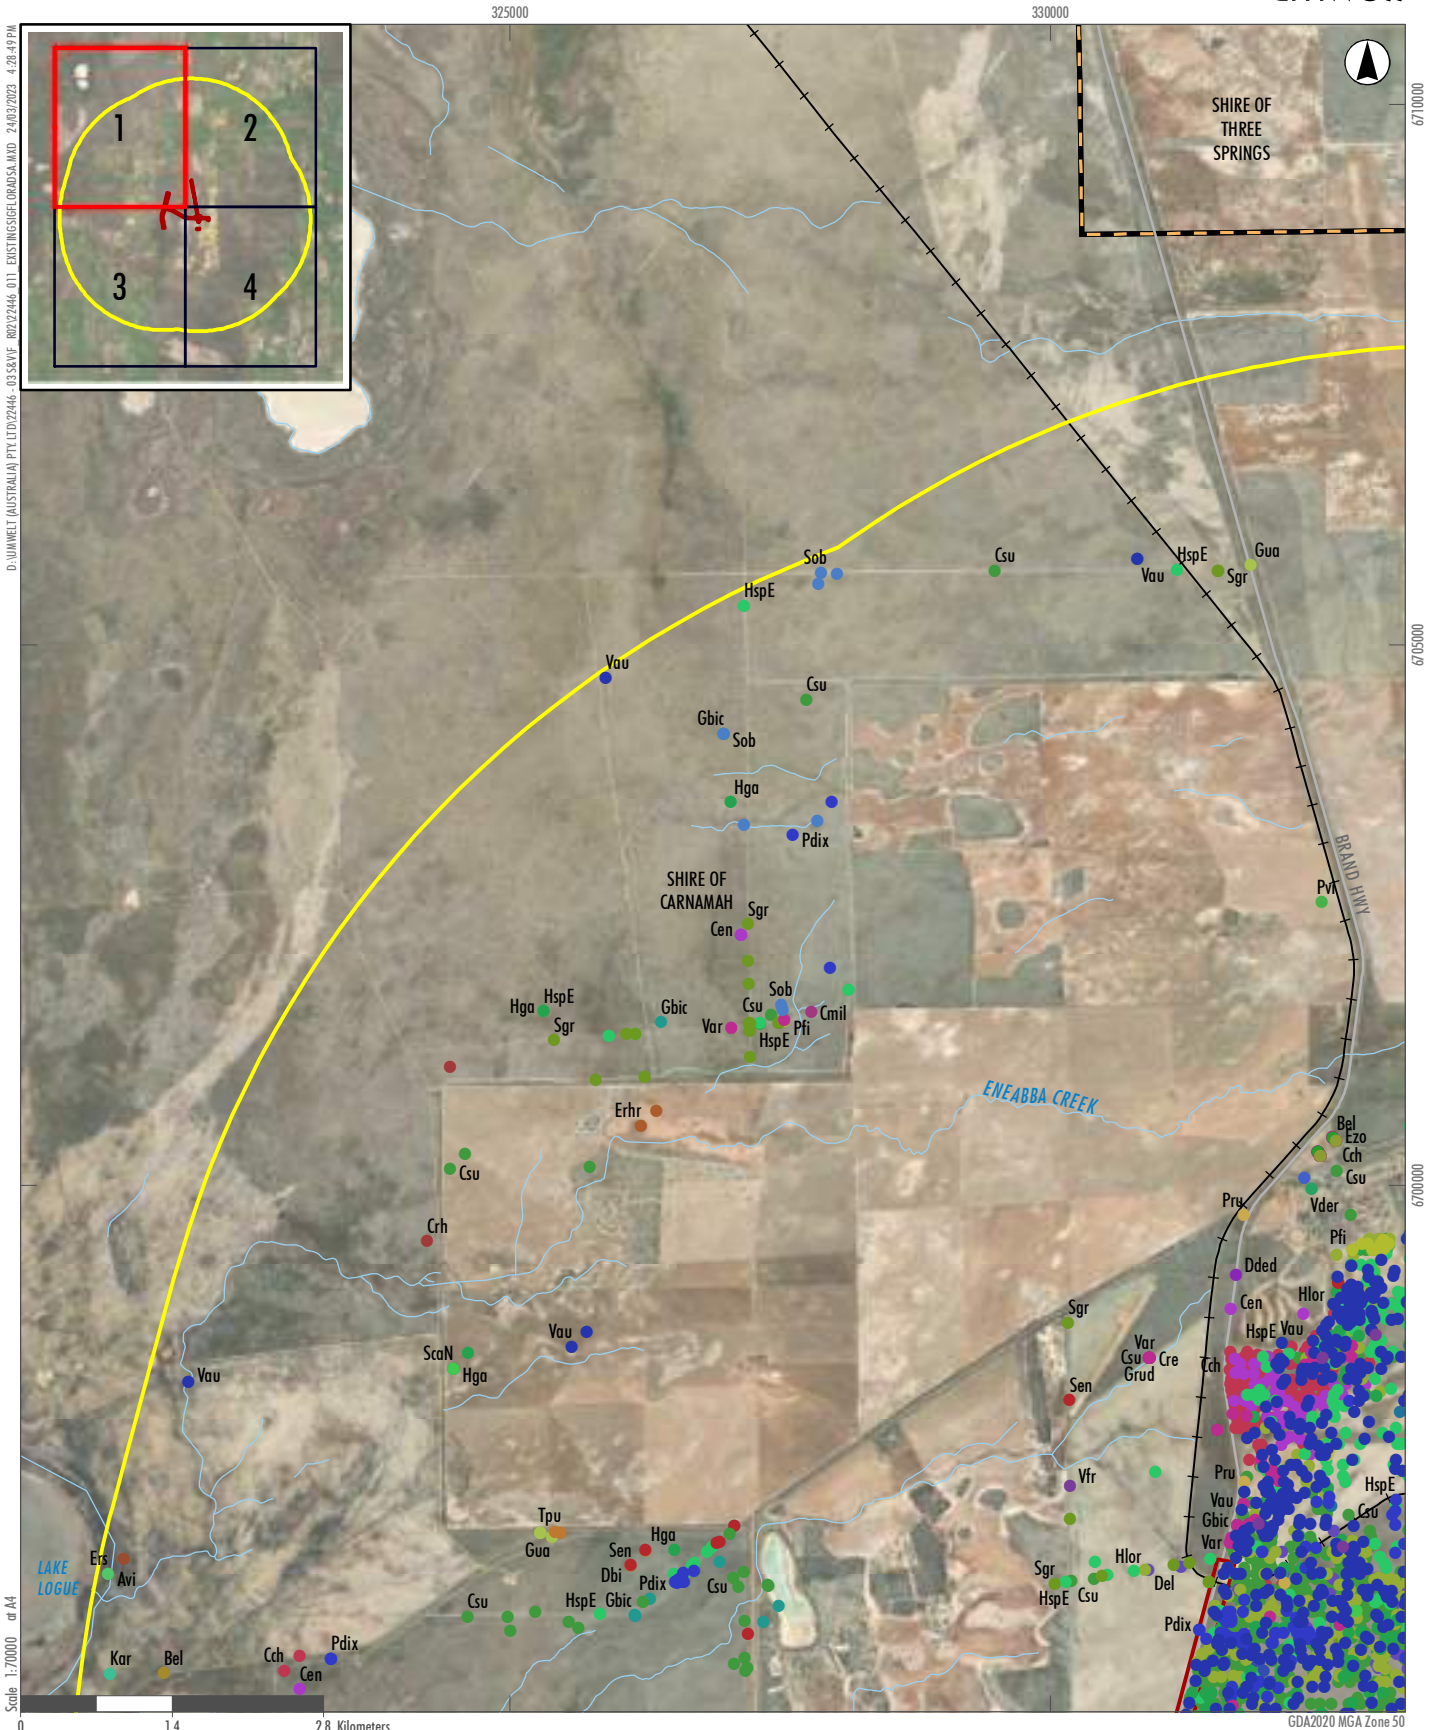 325000
330000
6710000
6705000
6700000
D:\UMWELT (AUSTRALIA) PTY. LTD\22446 - 03 S&V\F_R02\22446_011_EXISTINGSIGFLORADSA.MXD 24/03/2023 4:28:49 PM
1
2
3
4
SHIRE OF
THREE
SPRINGS
Sob
Csu
Vau
HspE
Sgr
Gua
HspE
Vau
Csu
Gbic
Sob
Hga
Pdix
BRAND HWY
SHIRE OF
CARNAMAH
Pvi
Sgr
Cen
Hga
HspE
Sgr
Gbic
Sob
Csu
Var
Pfi
Cmil
HspE
Erhr
ENEABBA CREEK
Bel
Ezo
Cch
Csu
Csu
Pru
Vder
Crh
Pfi
Dded
Cen
Hlor
Sgr
HspE
Vau
Vau
Var
Csu
Cre
Grud
Cch
ScaN
Hga
Vau
Sen
Vfr
Pru
HspE
Vau
Csu
Gbic
Var
Tpu
Gua
Hga
Sen
Dbi
Pdix
Csu
Ers
Avi
LAKE
LOGUE
Hlor
Sgr
HspE
Csu
Del
Csu
HspE
Gbic
Pdix
Kar
Bel
Cch
Cen
Pdix
Scale 1:70000 at A4
0
1.4
2.8 Kilometers
GDA2020 MGA Zone 50